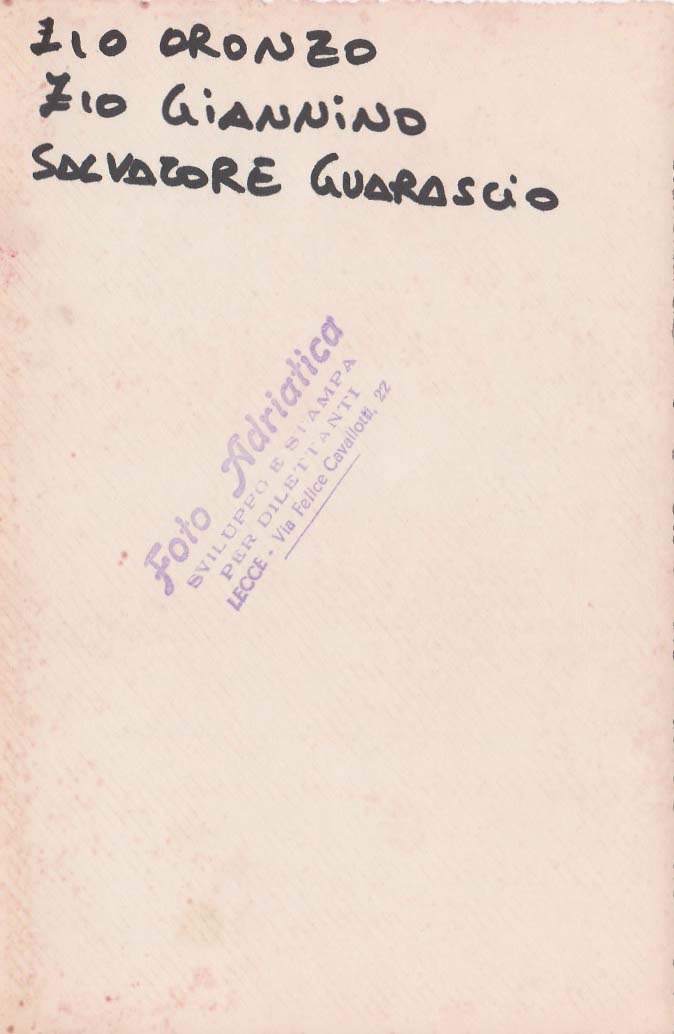 ZIO ORONZO
ZIO GiANNiNO
SALVATORE GUARASCiO
Foto Adriatica
SVILUPPO E STAMPA
PER DILETTANTI
LECCE - Via Felice Cavallotti, 22